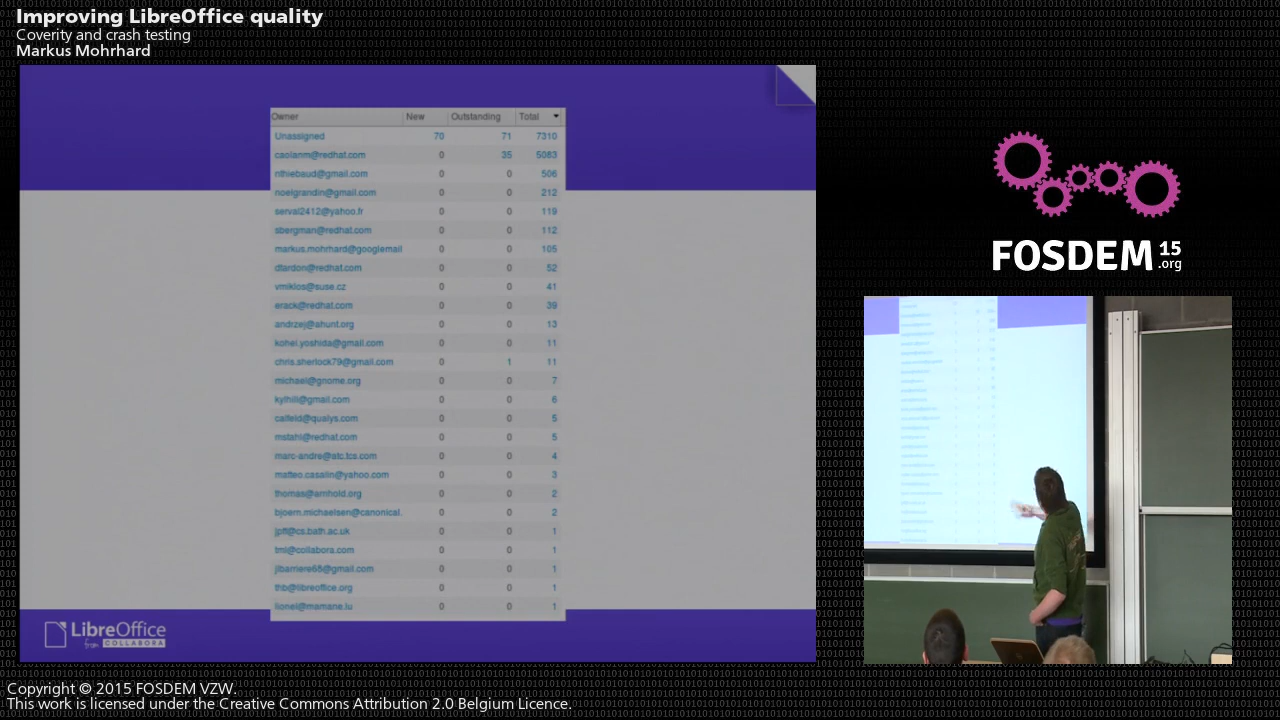 Improving LibreOffice quality
Coverity and crash testing
Markus Mohrhard
Owner New Outstanding Total
Unassigned 70 71 7310
caolanm@redhat.com 0 35 5083
nthiebaud@gmail.com 0 0 506
noelgrandin@gmail.com 0 0 212
serval2412@yahoo.fr 0 0 119
sbergman@redhat.com 0 0 112
markus.mohrhard@googlemail 0 0 105
dtardon@redhat.com 0 0 52
vmiklos@suse.cz 0 0 41
erack@redhat.com 0 0 39
andrzej@ahunt.org 0 0 13
kohei.yoshida@gmail.com 0 0 11
chris.sherlock79@gmail.com 0 1 11
michael@gnome.org 0 0 7
kylhill@gmail.com 0 0 6
calfeld@qualys.com 0 0 5
mstahl@redhat.com 0 0 5
marc-andre@atc.tcs.com 0 0 4
matteo.casalin@yahoo.com 0 0 3
thomas@arnhold.org 0 0 2
bjoern.michaelsen@canonical. 0 0 2
jpff@cs.bath.ac.uk 0 0 1
tml@collabora.com 0 0 1
jlbarriere68@gmail.com 0 0 1
thb@libreoffice.org 0 0 1
lionel@mamane.lu 0 0 1
LibreOffice
from COLLABORA
FOSDEM 15
.org
Copyright © 2015 FOSDEM VZW.
This work is licensed under the Creative Commons Attribution 2.0 Belgium Licence.